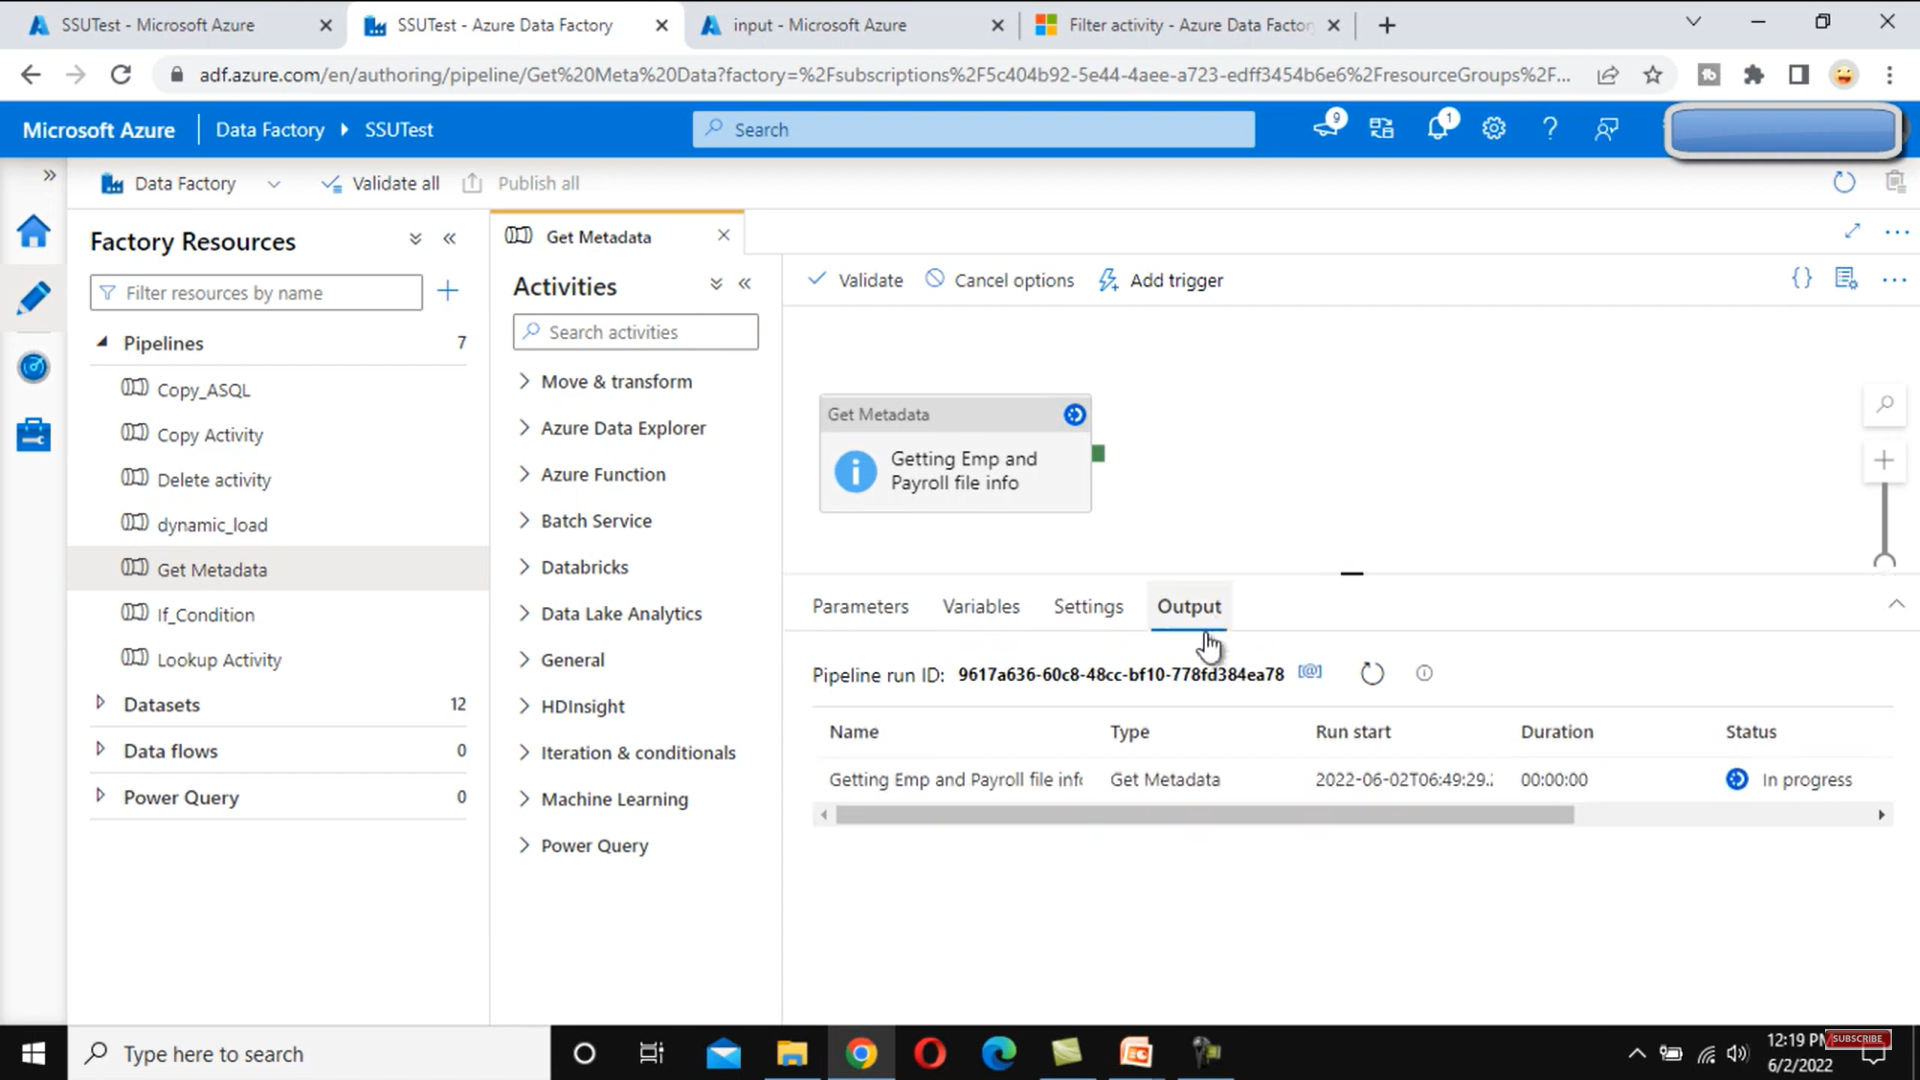 SSUTest - Microsoft Azure
SSUTest - Azure Data Factory
input - Microsoft Azure
Filter activity - Azure Data Factor
adf.azure.com/en/authoring/pipeline/Get%20Meta%20Data?factory=%2Fsubscriptions%2F5c404b92-5e44-4aee-a723-edff3454b6e6%2FresourceGroups%2F...
Microsoft Azure
Data Factory
SSUTest
Search
9
1
Data Factory
Validate all
Publish all
Factory Resources
Filter resources by name
Pipelines 7
Copy_ASQL
Copy Activity
Delete activity
dynamic_load
Get Metadata
If_Condition
Lookup Activity
Datasets 12
Data flows 0
Power Query 0
Get Metadata
Activities
Search activities
Move & transform
Azure Data Explorer
Azure Function
Batch Service
Databricks
Data Lake Analytics
General
HDInsight
Iteration & conditionals
Machine Learning
Power Query
Validate
Cancel options
Add trigger
Get Metadata
Getting Emp and
Payroll file info
Parameters
Variables
Settings
Output
Pipeline run ID: 9617a636-60c8-48cc-bf10-778fd384ea78
Name Type Run start Duration Status
Getting Emp and Payroll file info Get Metadata 2022-06-02T06:49:29. 00:00:00 In progress
Type here to search
12:19 PM
6/2/2022
SUBSCRIBE